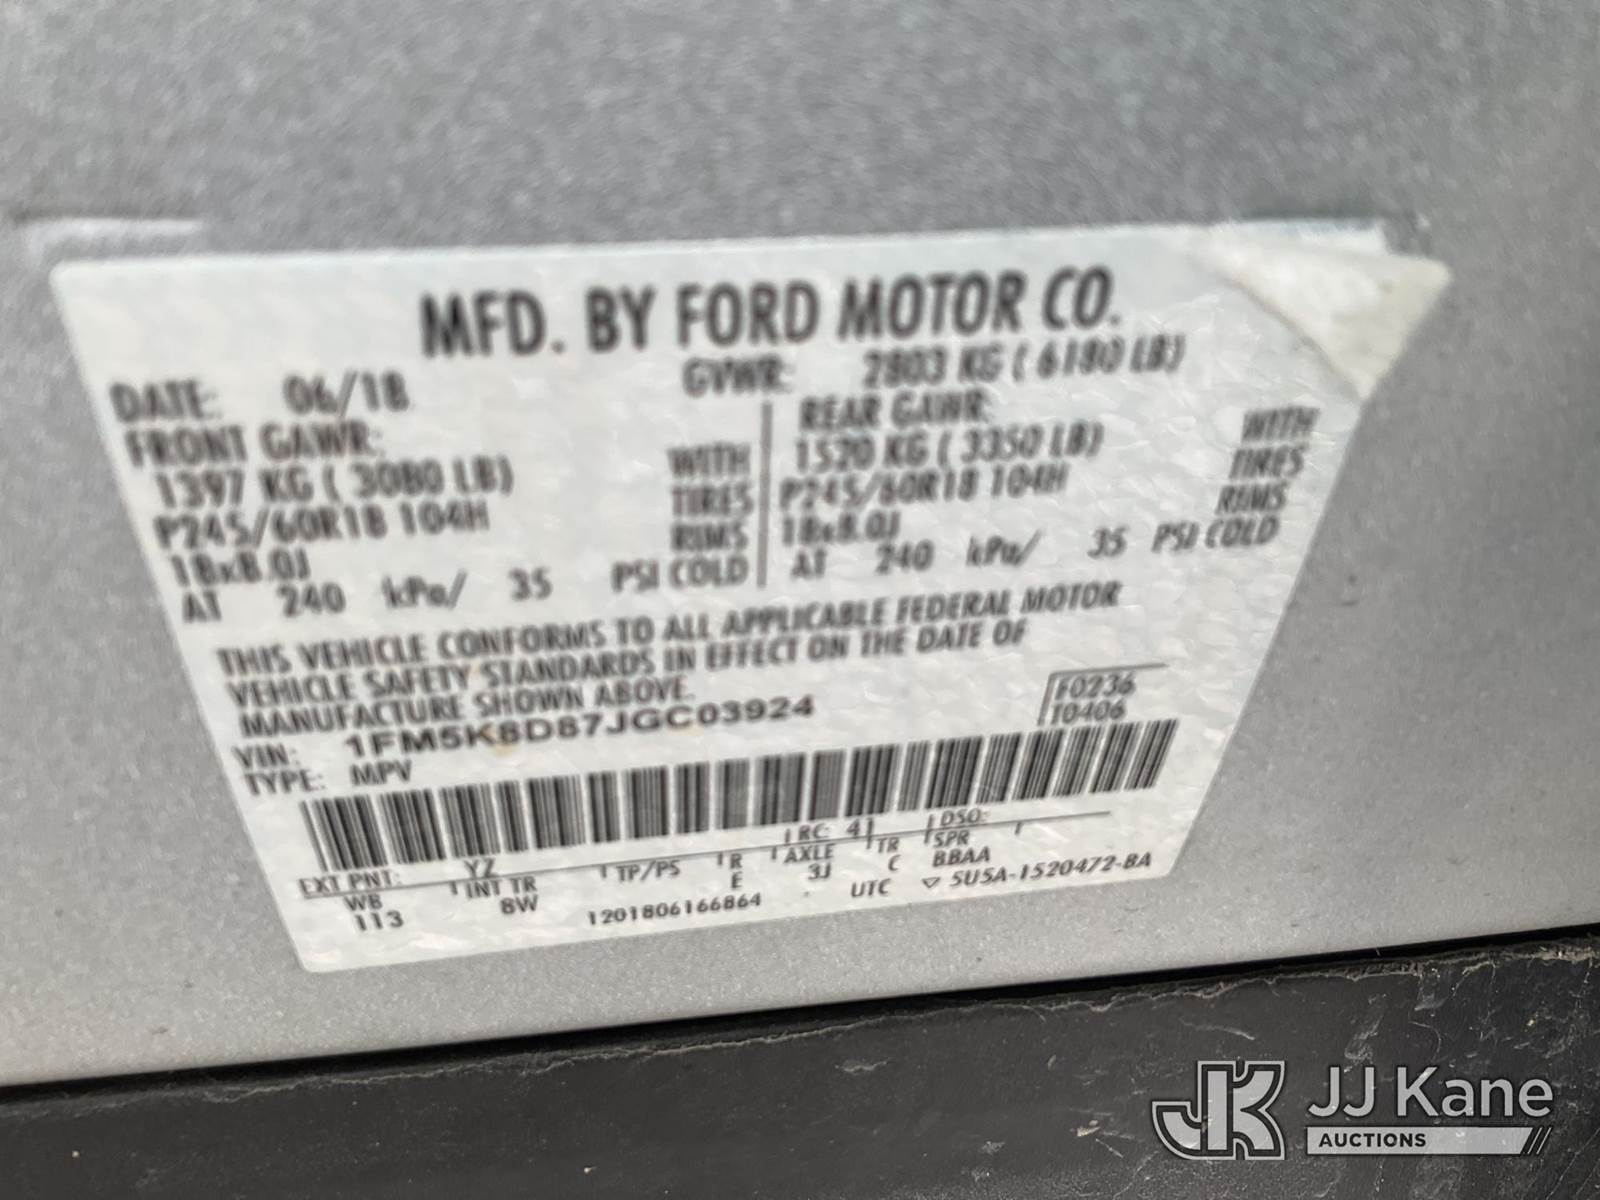 MFD. BY FORD MOTOR CO.
DATE: 06/18 GVWR: 2803 KG ( 6180 LB)
FRONT GAWR: REAR GAWR:
1397 KG ( 3080 LB) WITH 1520 KG ( 3350 LB) WITH
P245/60R18 104H TIRES P245/60R18 104H TIRES
18x8.0J RIMS 18x8.0J RIMS
AT 240 kPa/ 35 PSI COLD AT 240 kPa/ 35 PSI COLD
THIS VEHICLE CONFORMS TO ALL APPLICABLE FEDERAL MOTOR
VEHICLE SAFETY STANDARDS IN EFFECT ON THE DATE OF
MANUFACTURE SHOWN ABOVE.
VIN: 1FM5K8D87JGC03924 F0236
TYPE: MPV 10406
RC: 41 DSO:
EXT PNT: YZ
WB INT TR TP/PS R AXLE TR SPR
113 8W E 3J C BBAA
1201806166864 UTC ▽ 5U5A-1520472-BA
JK JJ Kane
AUCTIONS